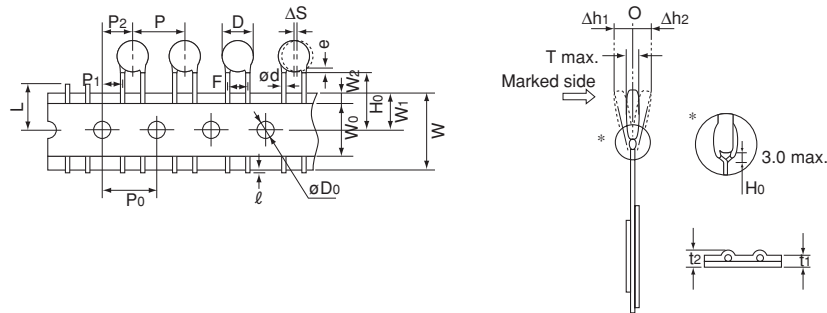 P2 P D ΔS
e
P1 F ød
L
W2 H0 W1
W0 W
P0 ℓ øD0
Δh1 O Δh2
T max.
Marked side
*
*
3.0 max.
H0
t2 t1